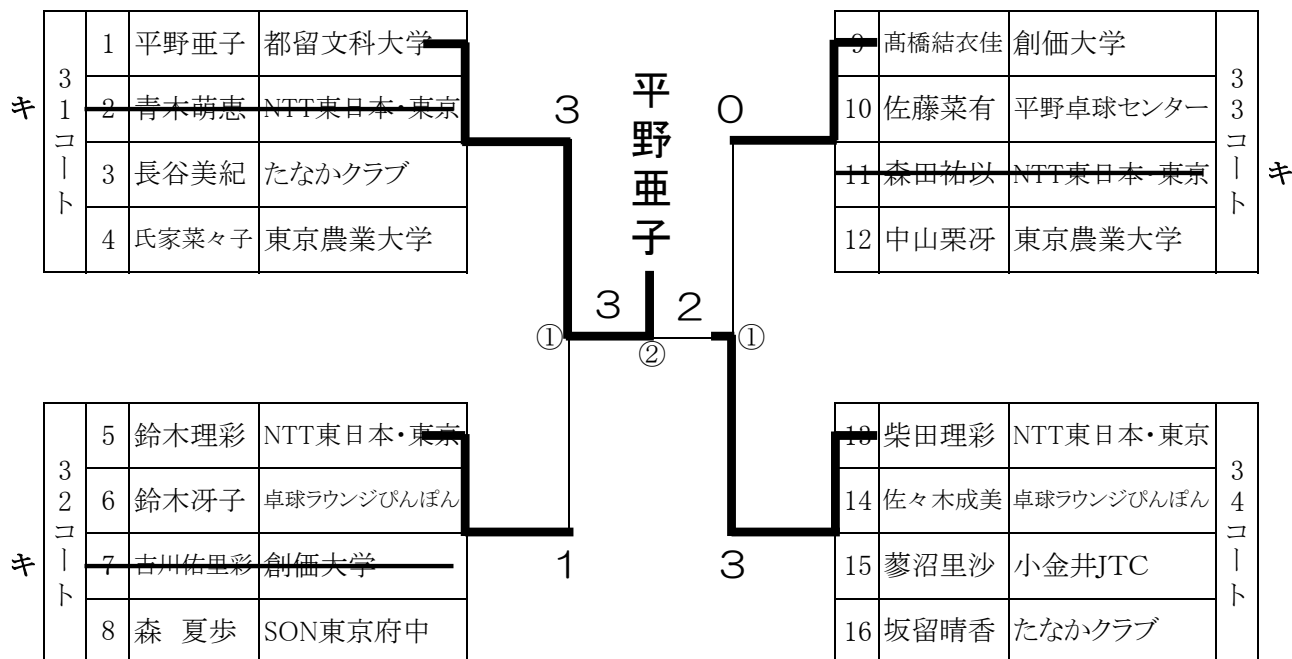 31コート
キ
1 平野亜子 都留文科大学
2 青木萌恵 NTT東日本・東京
3 長谷美紀 たなかクラブ
4 氏家菜々子 東京農業大学
3
平野亜子
0
9 髙橋結衣佳 創価大学
10 佐藤菜有 平野卓球センター
11 森田祐以 NTT東日本・東京
12 中山栗冴 東京農業大学
33コート
キ
3 2
① ② ①
32コート
キ
5 鈴木理彩 NTT東日本・東京
6 鈴木冴子 卓球ラウンジぴんぽん
7 吉川佑里彩 創価大学
8 森 夏歩 SON東京府中
1
3
13 柴田理彩 NTT東日本・東京
14 佐々木成美 卓球ラウンジぴんぽん
15 蓼沼里沙 小金井JTC
16 坂留晴香 たなかクラブ
34コート